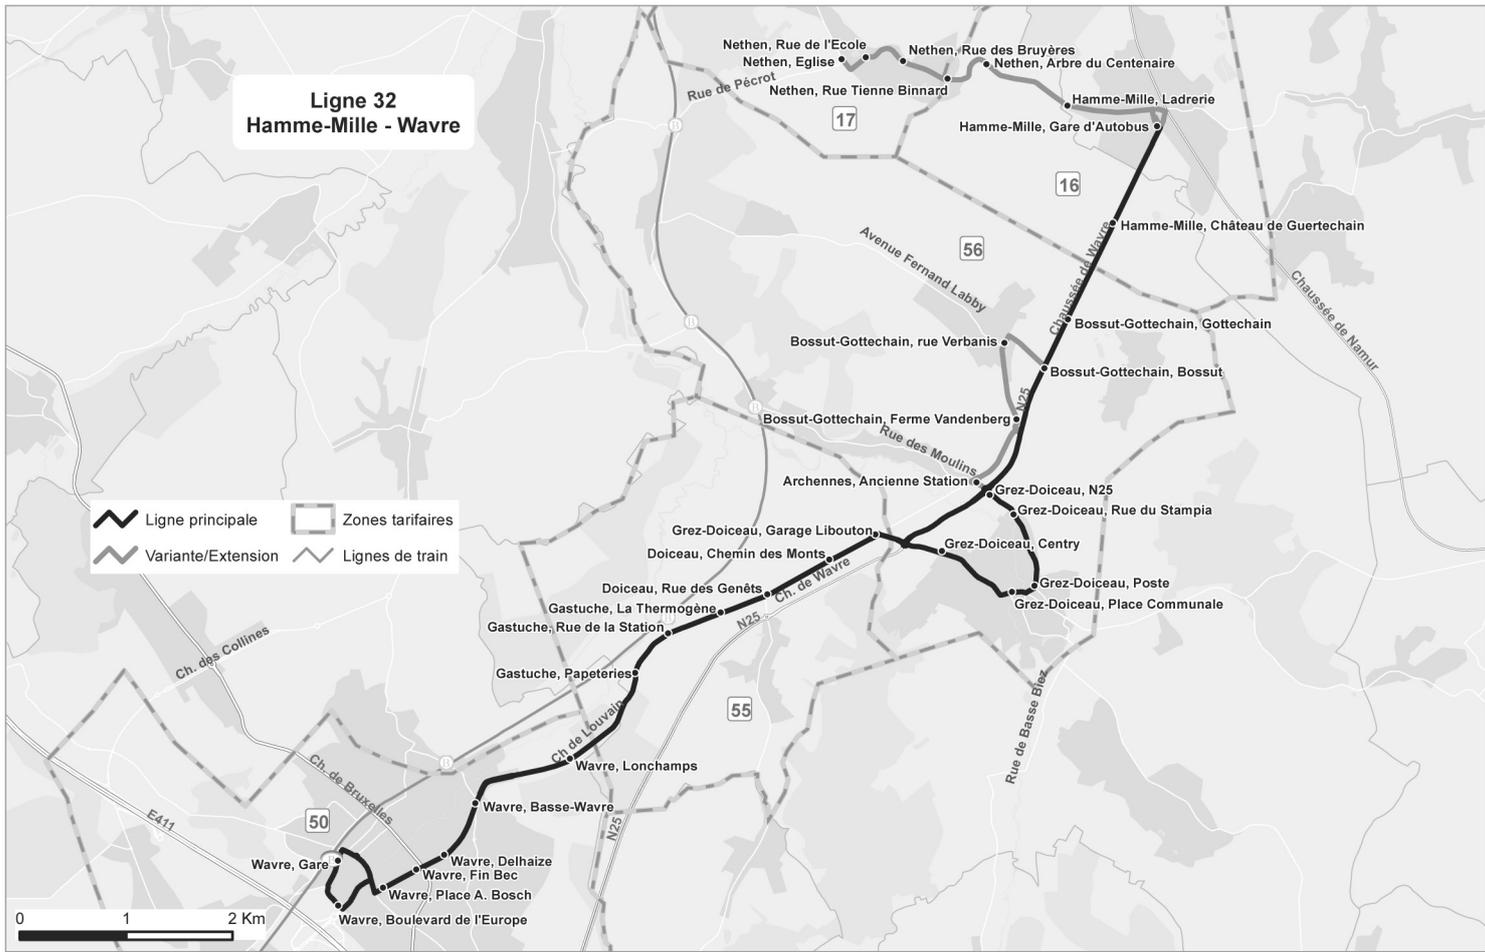 Ligne 32
Hamme-Mille - Wavre
Nethen, Rue de l'Ecole
Nethen, Eglise
Nethen, Rue des Bruyères
Nethen, Arbre du Centenaire
Rue de Pécrot
Nethen, Rue Tienne Binnard
Hamme-Mille, Ladrerie
17
Hamme-Mille, Gare d'Autobus
16
Hamme-Mille, Château de Guertechain
Avenue Fernand Labby
56
Chaussée de Wavre
Chaussée de Namur
Bossut-Gottechain, Gottechain
Bossut-Gottechain, rue Verbanis
Bossut-Gottechain, Bossut
N25
Bossut-Gottechain, Ferme Vandenberg
Rue des Moulins
Archennes, Ancienne Station
Grez-Doiceau, N25
Grez-Doiceau, Rue du Stampia
Ligne principale
Zones tarifaires
Variante/Extension
Lignes de train
Grez-Doiceau, Garage Libouton
Grez-Doiceau, Centry
Doiceau, Chemin des Monts
Ch. de Wavre
Doiceau, Rue des Genêts
Grez-Doiceau, Poste
Gastuche, La Thermogène
Grez-Doiceau, Place Communale
N25
Gastuche, Rue de la Station
Ch. des Collines
Gastuche, Papeteries
55
Rue de Basse Biez
Ch de Louvain
Wavre, Lonchamps
Ch. de Bruxelles
Wavre, Basse-Wavre
E411
50
N25
Wavre, Gare
Wavre, Delhaize
Wavre, Fin Bec
Wavre, Place A. Bosch
Wavre, Boulevard de l'Europe
0 1 2 Km